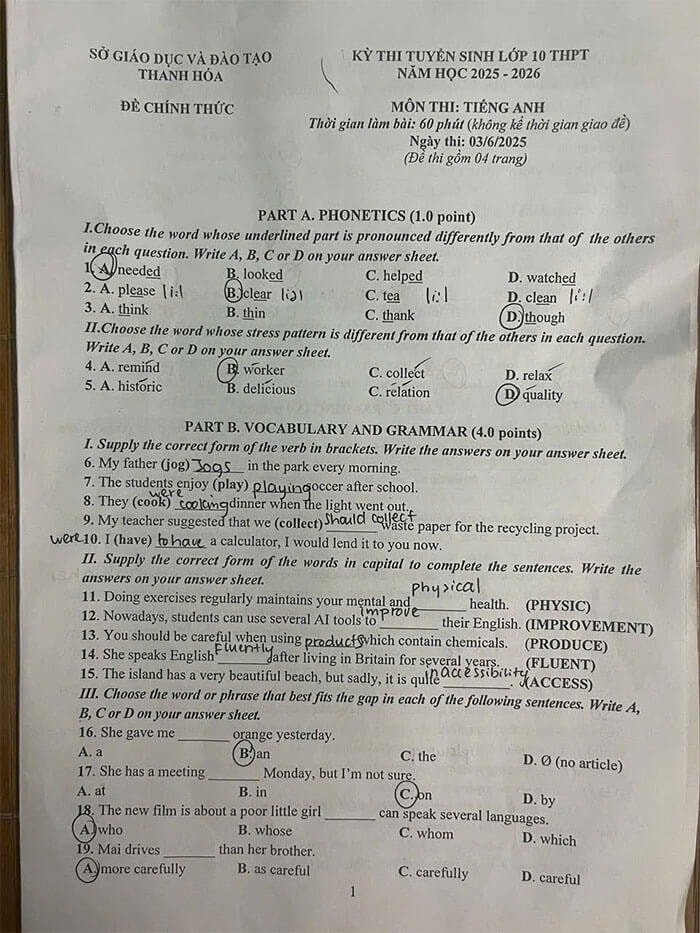 SỞ GIÁO DỤC VÀ ĐÀO TẠO
THANH HÓA
ĐỀ CHÍNH THỨC
KỲ THI TUYỂN SINH LỚP 10 THPT
NĂM HỌC 2025 - 2026
MÔN THI: TIẾNG ANH
Thời gian làm bài: 60 phút (không kể thời gian giao đề)
Ngày thi: 03/6/2025
(Đề thi gồm 04 trang)
PART A. PHONETICS (1.0 point)
I.Choose the word whose underlined part is pronounced differently from that of the others
in each question. Write A, B, C or D on your answer sheet.
1. A. needed B. looked C. helped D. watched
2. A. please |i:| B. clear |iə| C. tea |i:| D. clean |i:|
3. A. think B. thin C. thank D. though
II.Choose the word whose stress pattern is different from that of the others in each question.
Write A, B, C or D on your answer sheet.
4. A. remind B. worker C. collect D. relax
5. A. historic B. delicious C. relation D. quality
PART B. VOCABULARY AND GRAMMAR (4.0 points)
I. Supply the correct form of the verb in brackets. Write the answers on your answer sheet.
6. My father (jog) Jogs in the park every morning.
7. The students enjoy (play) playing occer after school.
8. They (cook) were cooking dinner when the light went out.
9. My teacher suggested that we (collect) should collect waste paper for the recycling project.
were 10. I (have) to have a calculator, I would lend it to you now.
II. Supply the correct form of the words in capital to complete the sentences. Write the
answers on your answer sheet.
11. Doing exercises regularly maintains your mental and physical health. (PHYSIC)
12. Nowadays, students can use several AI tools to improve their English. (IMPROVEMENT)
13. You should be careful when using products which contain chemicals. (PRODUCE)
14. She speaks English Fluently after living in Britain for several years. (FLUENT)
15. The island has a very beautiful beach, but sadly, it is quite inaccessibility. (ACCESS)
III. Choose the word or phrase that best fits the gap in each of the following sentences. Write A,
B, C or D on your answer sheet.
16. She gave me ______ orange yesterday.
A. a B. an C. the D. Ø (no article)
17. She has a meeting ______ Monday, but I'm not sure.
A. at B. in C. on D. by
18. The new film is about a poor little girl ______ can speak several languages.
A. who B. whose C. whom D. which
19. Mai drives ______ than her brother.
A. more carefully B. as careful C. carefully D. careful
1